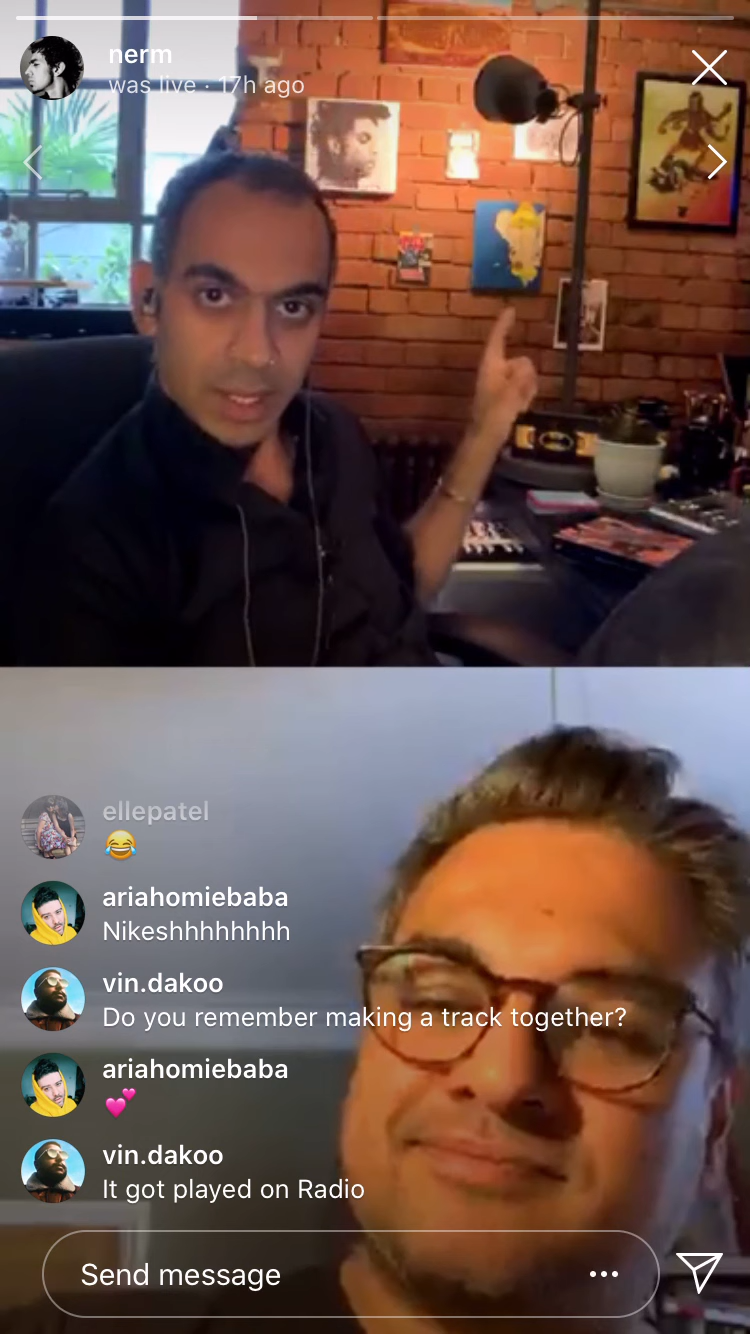 nerm
was live · 17h ago
ellepatel
😂
ariahomiebaba
Nikeshhhhhhhh
vin.dakoo
Do you remember making a track together?
ariahomiebaba
💕
vin.dakoo
It got played on Radio
Send message